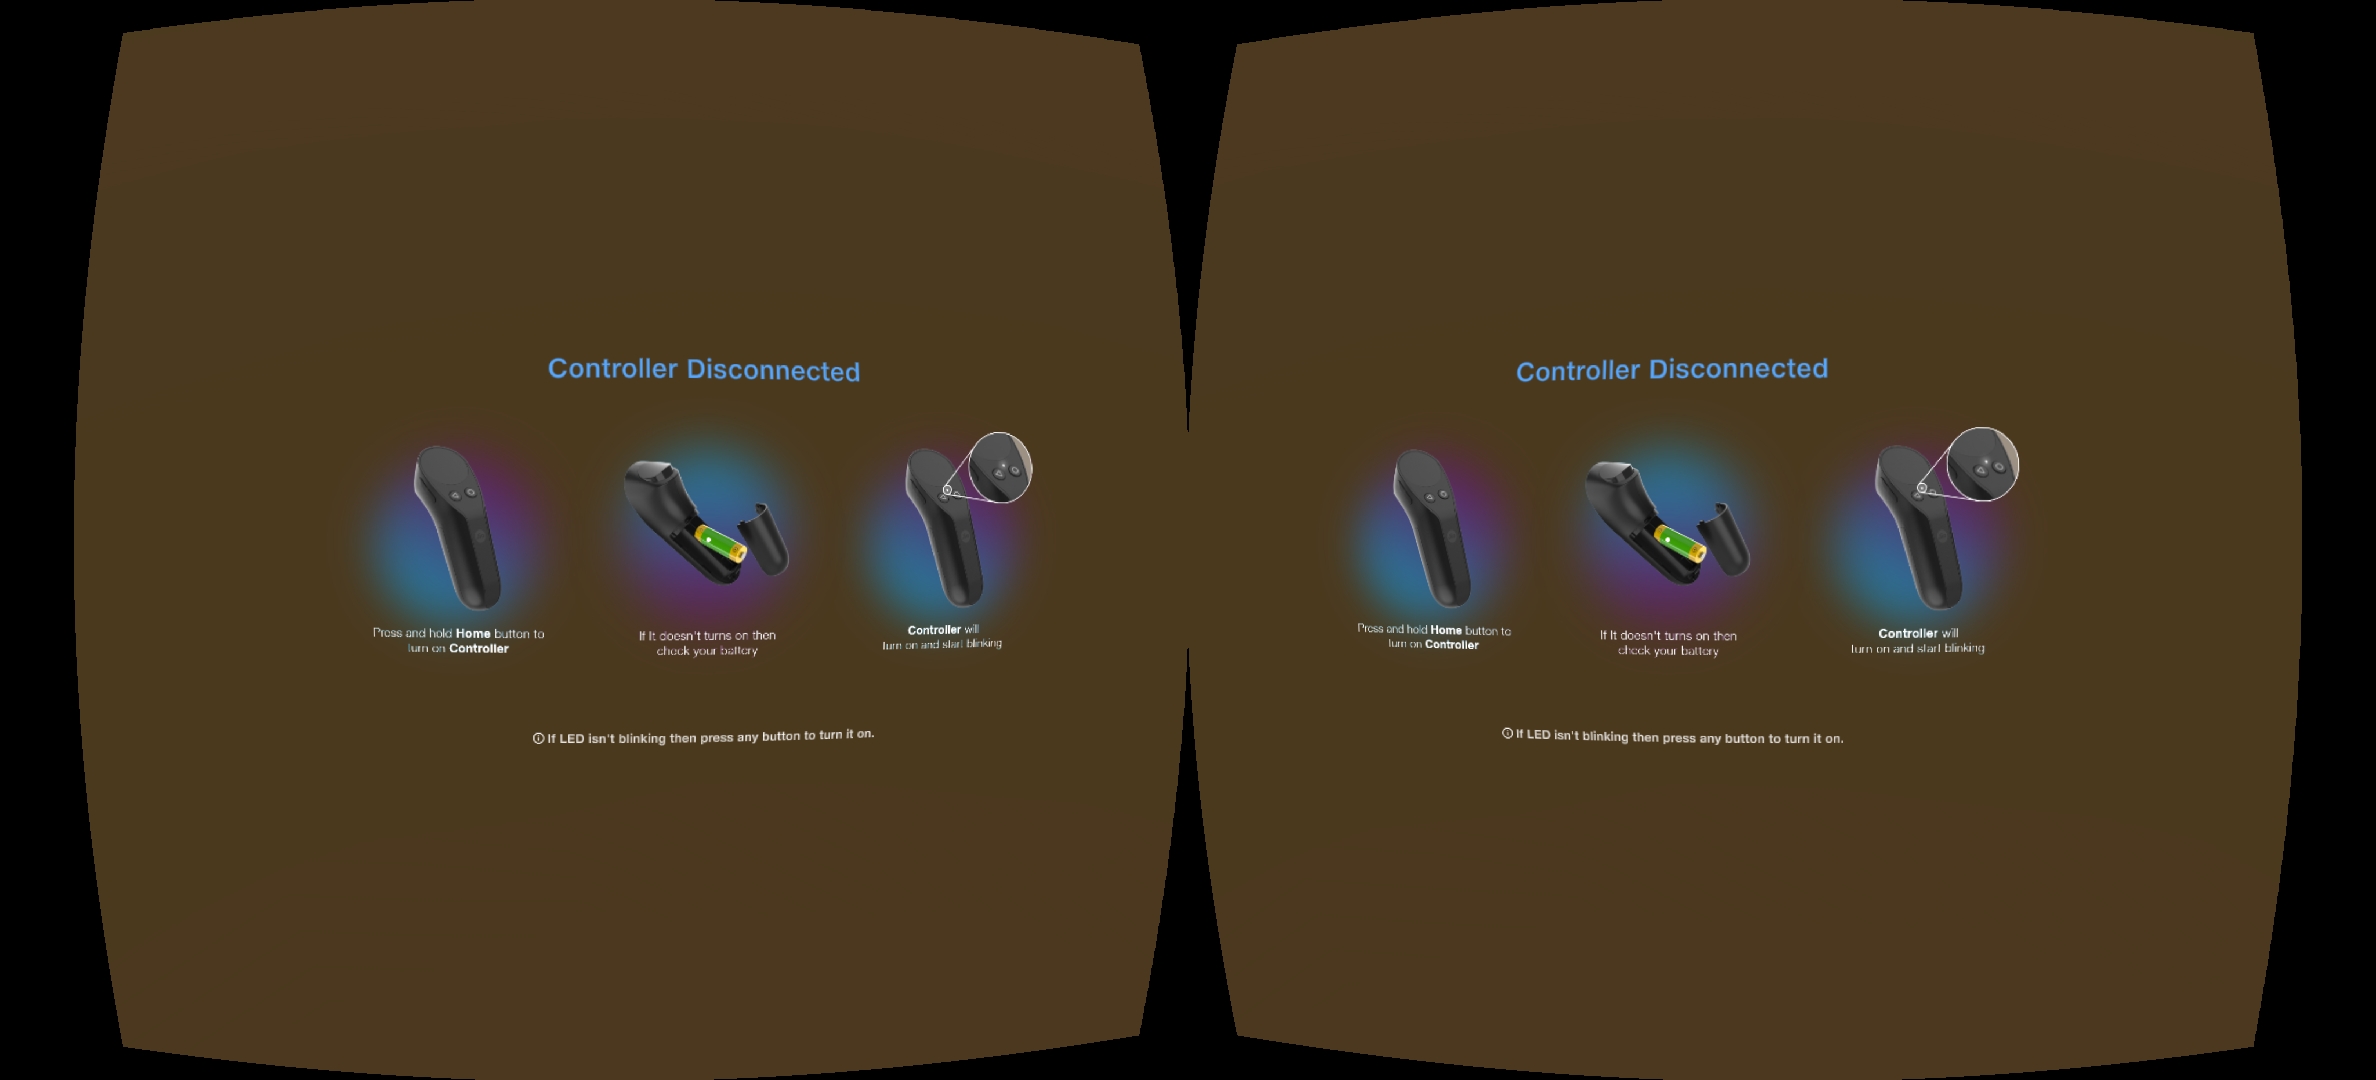 Controller Disconnected
Press and hold Home button to
turn on Controller
If It doesn't turns on then
check your battery
Controller will
turn on and start blinking
If LED isn't blinking then press any button to turn it on.
Controller Disconnected
Press and hold Home button to
turn on Controller
If It doesn't turns on then
check your battery
Controller will
turn on and start blinking
If LED isn't blinking then press any button to turn it on.